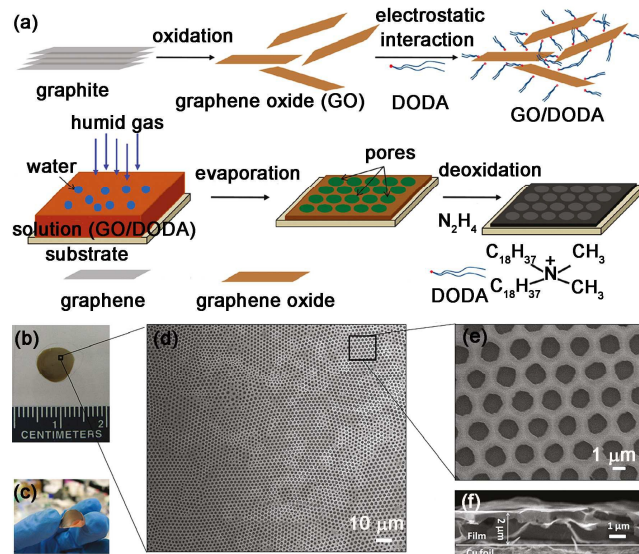 (a)
oxidation
electrostatic
interaction
graphite
graphene oxide (GO)
DODA
GO/DODA
humid gas
water
evaporation
pores
deoxidation
N2H4
solution (GO/DODA)
substrate
graphene
graphene oxide
DODA
C18H37
C18H37
N
+
CH3
CH3
(b)
1
2
CENTIMETERS
(c)
(d)
10 μm
(e)
1 μm
(f)
2 μm
Film
1 μm
Cu foil